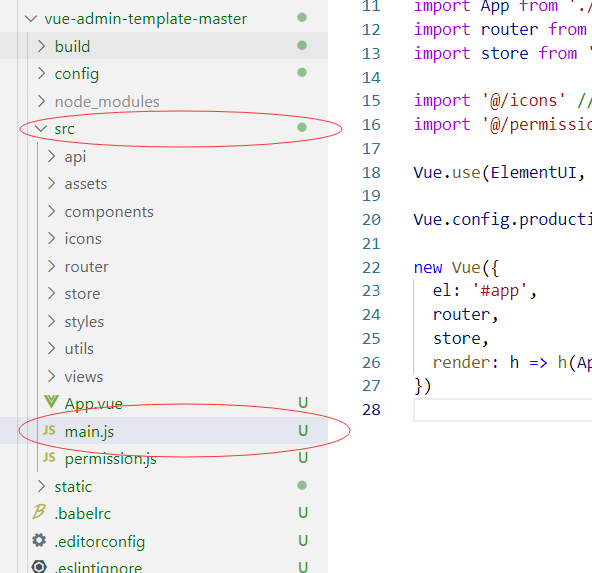 vue-admin-template-master
build
config
node_modules
src
api
assets
components
icons
router
store
styles
utils
views
App.vue U
JS main.js U
JS permission.js U
static
.babelrc U
.editorconfig U
.eslintignore U
11 import App from './
12 import router from
13 import store from '
14
15 import '@/icons' //
16 import '@/permissio
17
18 Vue.use(ElementUI,
19
20 Vue.config.producti
21
22 new Vue({
23 el: '#app',
24 router,
25 store,
26 render: h => h(Ap
27 })
28